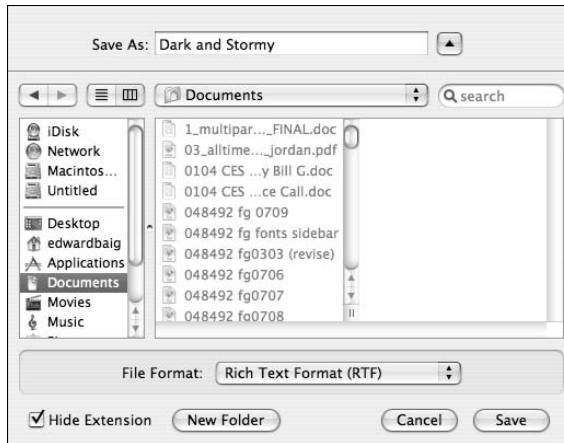 Save As: Dark and Stormy
Documents
search
iDisk
Network
Macintos...
Untitled
Desktop
edwardbaig
Applications
Documents
Movies
Music
1_multipar..._FINAL.doc
03_alltime..._jordan.pdf
0104 CES ...y Bill G.doc
0104 CES ...ce Call.doc
048492 fg 0709
048492 fg fonts sidebar
048492 fg0303 (revise)
048492 fg0706
048492 fg0707
048492 fg0708
File Format: Rich Text Format (RTF)
Hide Extension
New Folder
Cancel
Save